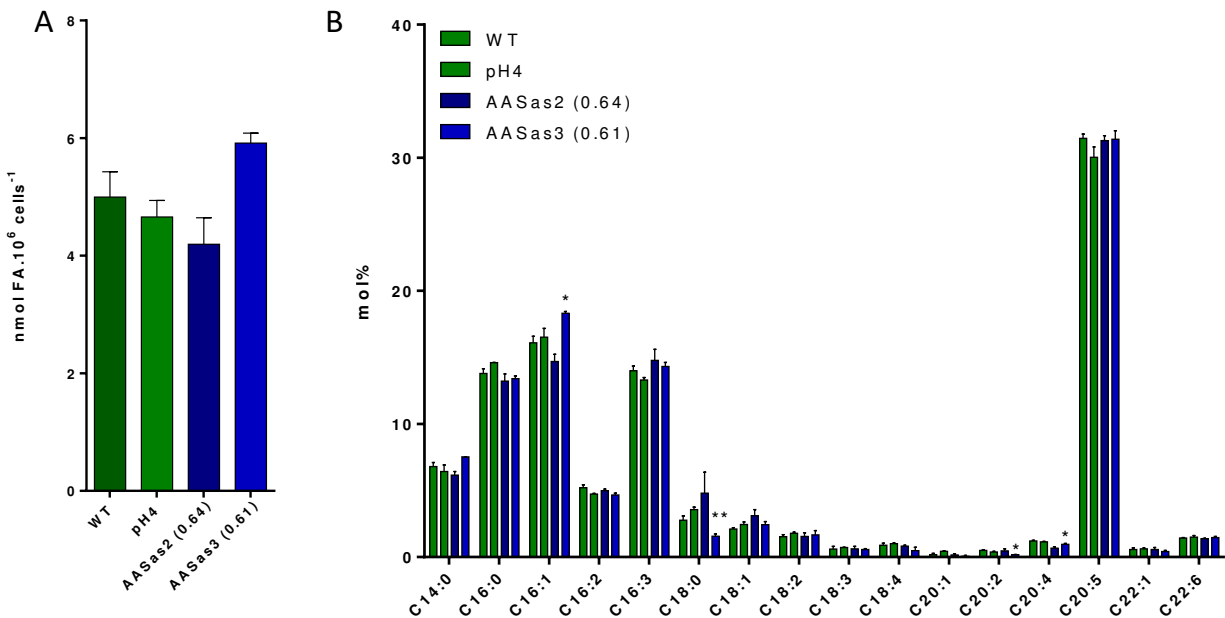 A
nmol FA.10⁶ cells⁻¹
8
6
4
2
0
WT
pH4
AASas2 (0.64)
AASas3 (0.61)
B
mol%
40
30
20
10
0
WT
pH4
AASas2 (0.64)
AASas3 (0.61)
*
**
*
*
C14:0
C16:0
C16:1
C16:2
C16:3
C18:0
C18:1
C18:2
C18:3
C18:4
C20:1
C20:2
C20:4
C20:5
C22:1
C22:6